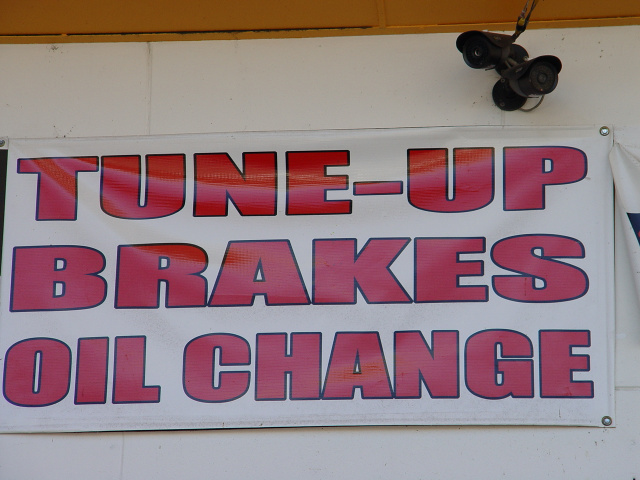 TUNE-UP
BRAKES
OIL CHANGE